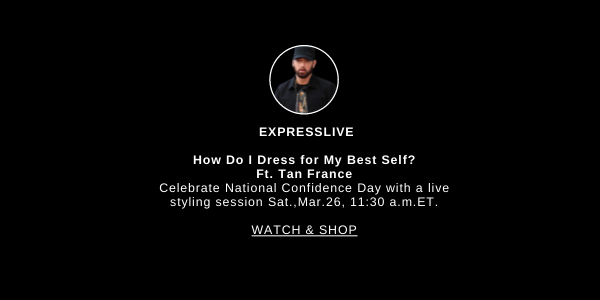 EXPRESSLIVE
How Do I Dress for My Best Self?
Ft. Tan France
Celebrate National Confidence Day with a live
styling session Sat.,Mar.26, 11:30 a.m.ET.
WATCH & SHOP